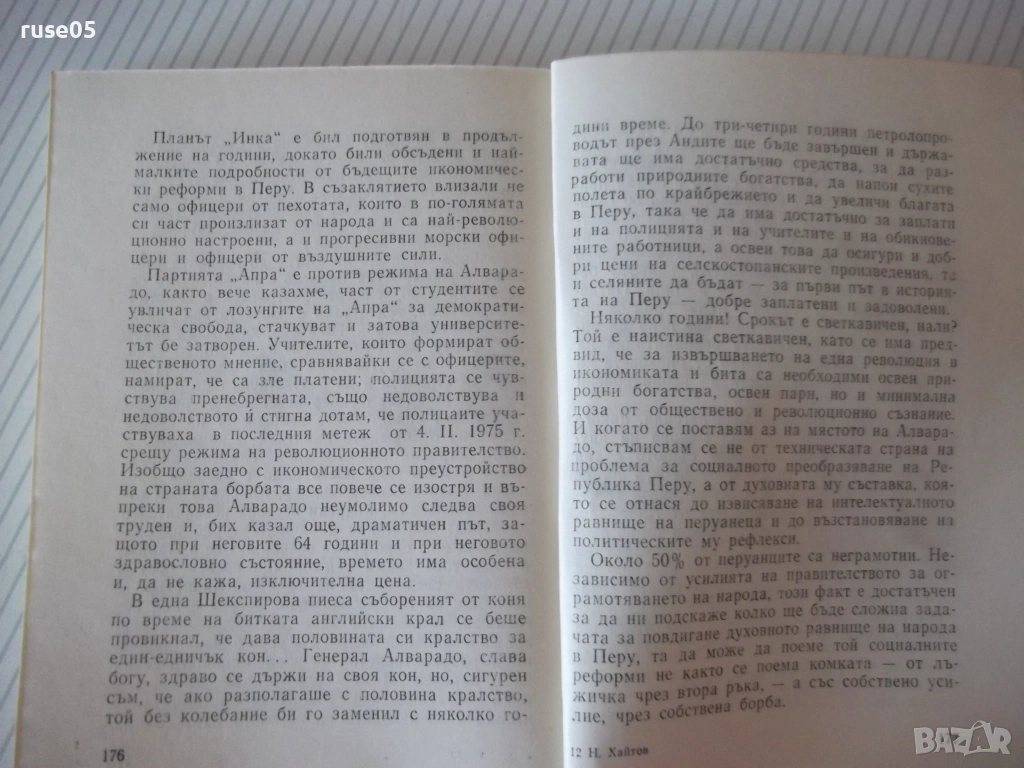 ruse05
Планът „Инка“ е бил подготвян в продъл-
жение на години, докато били обсъдени и най-
малките подробности от бъдещите икономичес-
ки реформи в Перу. В съзаклятието влизали не
само офицери от пехотата, които в по-голямата
си част произлизат от народа и са най-револю-
ционно настроени, а и прогресивни морски офи-
цери и офицери от въздушните сили.
Партията „Апра“ е против режима на Алвара-
до, както вече казахме, част от студентите се
увличат от лозунгите на „Апра“ за демократи-
ческа свобода, стачкуват и затова университе-
тът бе затворен. Учителите, които формират об-
щественото мнение, сравнявайки се с офицерите,
намират, че са зле платени; полицията се чув-
ствува пренебрегната, също недоволствува и
недоволството ѝ стигна дотам, че полицаите уча-
ствуваха в последния метеж от 4. II. 1975 г.
срещу режима на революционното правителство.
Изобщо заедно с икономическото преустройство
на страната борбата все повече се изостря и въ-
преки това Алварадо неумолимо следва своя
труден и, бих казал още, драматичен път, за-
щото при неговите 64 години и при неговото
здравословно състояние, времето има особена
и, да не кажа, изключителна цена.
В една Шекспирова пиеса събореният от коня
по време на битката английски крал се беше
провикнал, че дава половината си кралство за
един-едничък кон... Генерал Алварадо, слава
богу, здраво се държи на своя кон, но, сигурен
съм, че ако разполагаше с половина кралство,
той без колебание би го заменил с няколко го-
176
дини време. До три-четири години петролопро-
водът през Андите ще бъде завършен и държа-
вата ще има достатъчно средства, за да раз-
работи природните богатства, да напои сухите
полета по крайбрежието и да увеличи благата
в Перу, така че да има достатъчно за заплати
и на полицията и на учителите и на обикнове-
ните работници, а освен това да осигури и доб-
ри цени на селскостопанските произведения, та
и селяните да бъдат — за първи път в история-
та на Перу — добре заплатени и задоволени.
Няколко години! Срокът е светкавичен, нали?
Той е наистина светкавичен, като се има пред-
вид, че за извършването на една революция в
икономиката и бита са необходими освен при-
родни богатства, освен пари, но и минимална
доза от обществено и революционно съзнание.
И когато се поставям аз на мястото на Алвара-
до, стъписвам се не от техническата страна на
проблема за социалното преобразяване на Ре-
публика Перу, а от духовната му съставка, коя-
то се отнася до извисяване на интелектуалното
равнище на перуанеца и до възстановяване на
политическите му рефлекси.
Около 50% от перуанците са неграмотни. Не-
зависимо от усилията на правителството за ог-
рамотяването на народа, този факт е достатъчен
за да ни подскаже колко ще бъде сложна зада-
чата за повдигане духовното равнище на народа
в Перу, та да може да поеме той социалните
реформи не както се поема комката — от лъ-
жичка чрез втора ръка, — а със собствено уси-
лие, чрез собствена борба.
12 Н. Хайтов
BAZAR